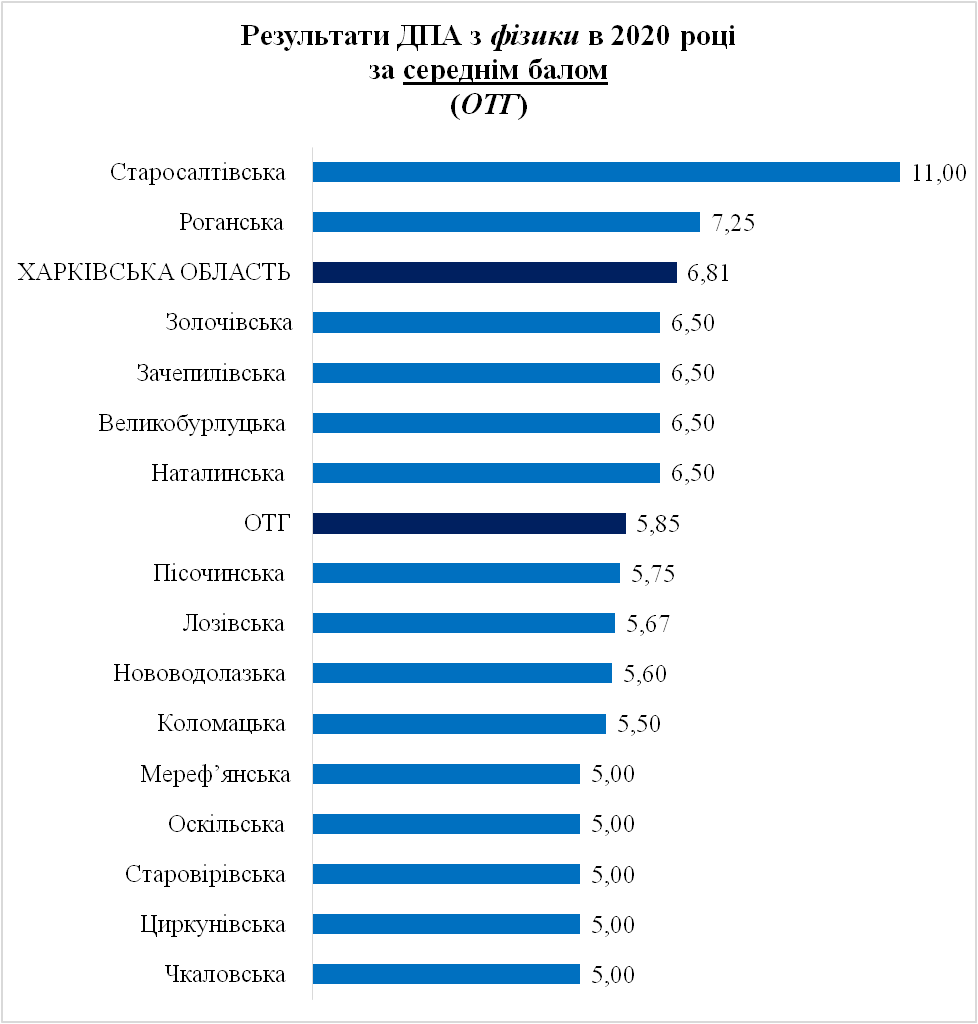 Результати ДПА з фізики в 2020 році
за середнім балом
(ОТГ)
Старосалтівська 11,00
Роганська 7,25
ХАРКІВСЬКА ОБЛАСТЬ 6,81
Золочівська 6,50
Зачепилівська 6,50
Великобурлуцька 6,50
Наталинська 6,50
ОТГ 5,85
Пісочинська 5,75
Лозівська 5,67
Нововодолазька 5,60
Коломацька 5,50
Мереф’янська 5,00
Оскільська 5,00
Старовірівська 5,00
Циркунівська 5,00
Чкаловська 5,00